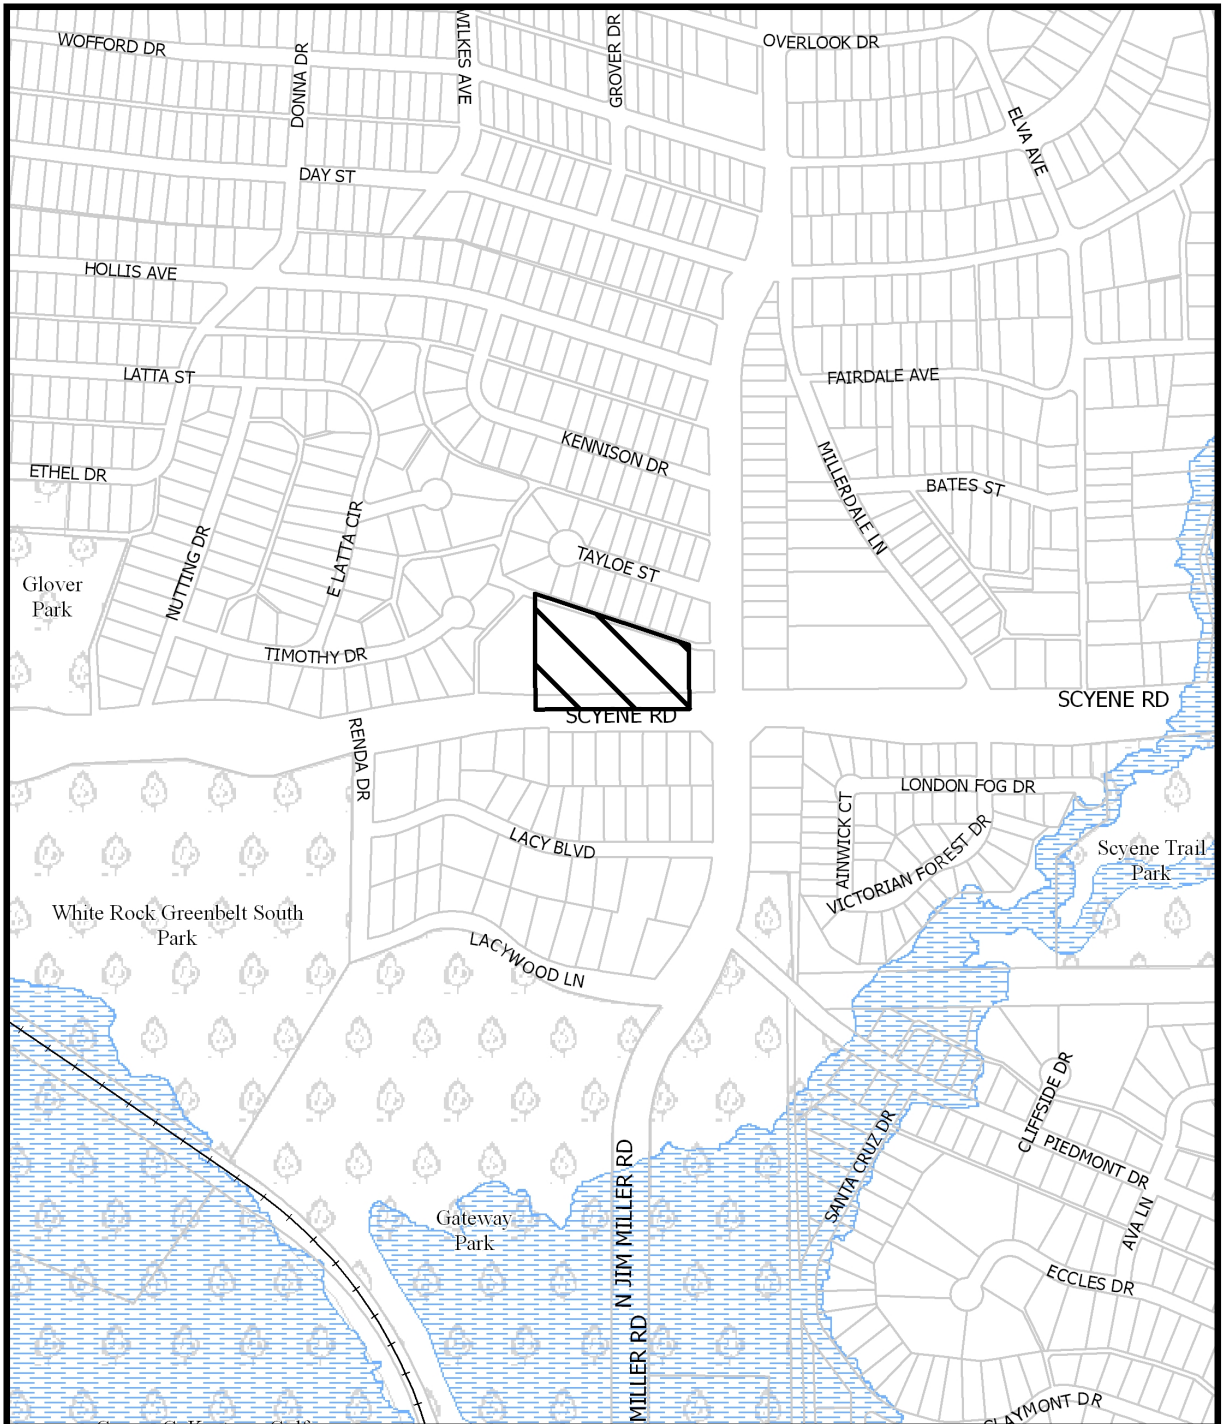 WOFFORD DR
DONNA DR
WILKES AVE
GROVER DR
OVERLOOK DR
ELVA AVE
DAY ST
HOLLIS AVE
LATTA ST
FAIRDALE AVE
KENNISON DR
MILLERDALE LN
ETHEL DR
BATES ST
NUTTING DR
E LATTA CIR
TAYLOE ST
Glover
Park
TIMOTHY DR
SCYENE RD
SCYENE RD
RENDA DR
LONDON FOG DR
AINWICK CT
VICTORIAN FOREST DR
LACY BLVD
Scyene Trail
Park
White Rock Greenbelt South
Park
LACYWOOD LN
CLIFFSIDE DR
SANTA CRUZ DR
PIEDMONT DR
AVA LN
N JIM MILLER RD
Gateway
Park
ECCLES DR
MILLER RD
CLAYMONT DR